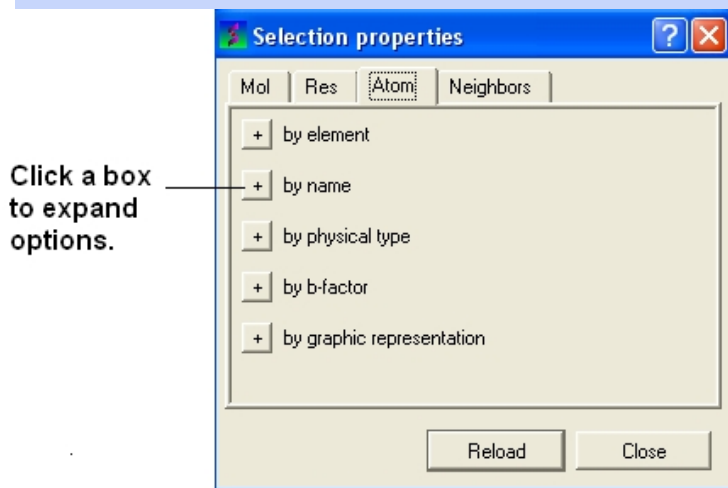 Selection properties
Mol Res Atom Neighbors
+ by element
+ by name
+ by physical type
+ by b-factor
+ by graphic representation
Click a box
to expand
options.
Reload Close